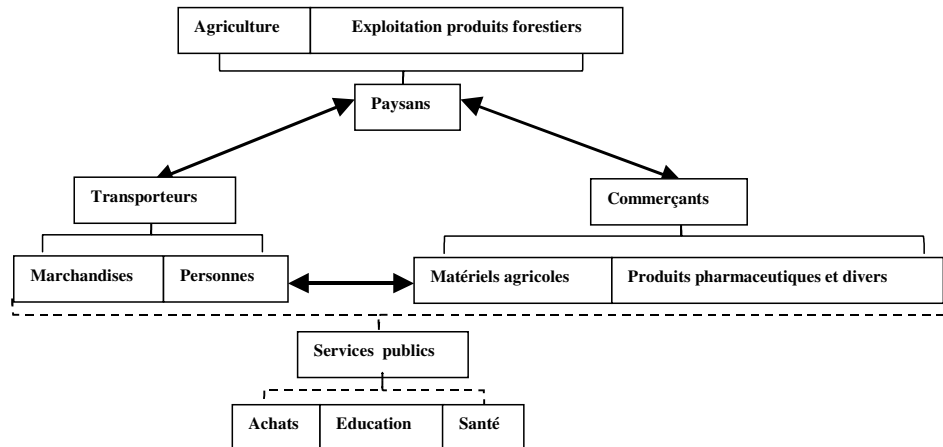 Agriculture Exploitation produits forestiers
Paysans
Transporteurs Commerçants
Marchandises Personnes Matériels agricoles Produits pharmaceutiques et divers
Services publics
Achats Education Santé